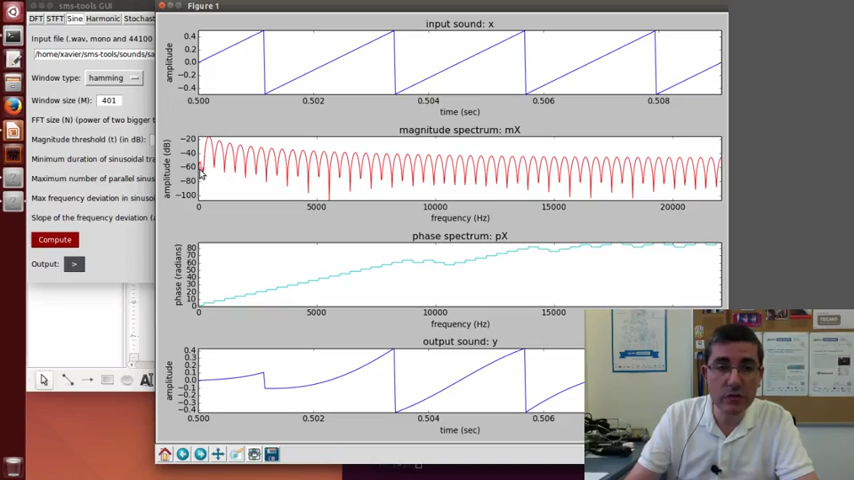 sms-tools GUI
DFT STFT Sine Harmonic Stochast
Input file (.wav, mono and 44100
/home/xavier/sms-tools/sounds/sa
Window type: hamming
Window size (M): 401
FFT size (N) (power of two bigger t
Magnitude threshold (t) (in dB):
Minimum duration of sinusoidal tra
Maximum number of parallel sinus
Max frequency deviation in sinuso
Slope of the frequency deviation (a
Compute
Output: >
Figure 1
input sound: x
amplitude
0.4
0.2
0.0
−0.2
−0.4
0.500 0.502 0.504 0.506 0.508
time (sec)
magnitude spectrum: mX
amplitude (dB)
−20
−40
−60
−80
−100
0 5000 10000 15000 20000
frequency (Hz)
phase spectrum: pX
phase (radians)
80
70
60
50
40
30
20
10
0
0 5000 10000
frequency (Hz)
output sound: y
amplitude
0.4
0.3
0.2
0.1
0.0
−0.1
−0.2
−0.3
−0.4
0.500 0.502 0.504 0.506
time (sec)